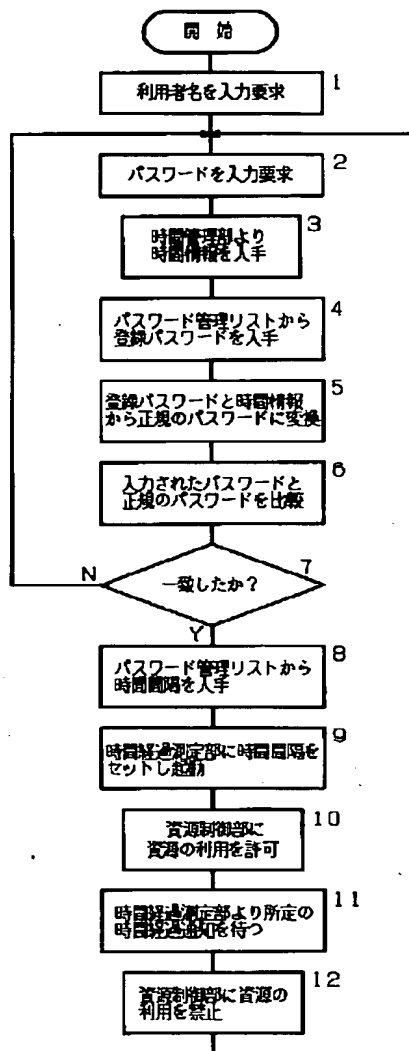 開始
1
利用者名を入力要求
2
パスワードを入力要求
3
時間管理部より
時間情報を入手
4
パスワード管理リストから
登録パスワードを入手
5
登録パスワードと時間情報
から正規のパスワードに変換
6
入力されたパスワードと
正規のパスワードを比較
7
一致したか?
N
Y
8
パスワード管理リストから
時間間隔を入手
9
時間経過測定部に時間間隔を
セットし起動
10
資源制御部に
資源の利用を許可
11
時間経過測定部より所定の
時間経過通知を待つ
12
資源制御部に資源の
利用を禁止